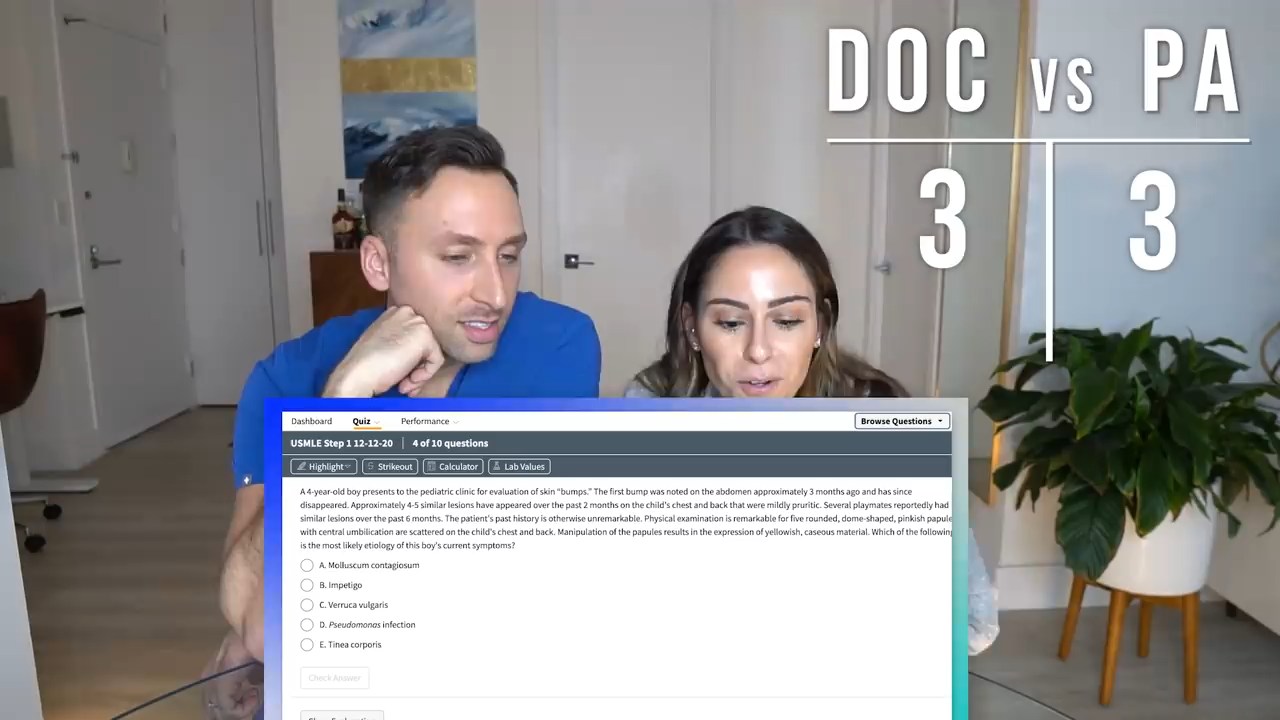 DOC VS PA
3 3
Dashboard Quiz Performance Browse Questions
USMLE Step 1 12-12-20 4 of 10 questions
Highlight Strikeout Calculator Lab Values
A 4-year-old boy presents to the pediatric clinic for evaluation of skin "bumps." The first bump was noted on the abdomen approximately 3 months ago and has since
disappeared. Approximately 4-5 similar lesions have appeared over the past 2 months on the child's chest and back that were mildly pruritic. Several playmates reportedly had
similar lesions over the past 6 months. The patient's past history is otherwise unremarkable. Physical examination is remarkable for five rounded, dome-shaped, pinkish papule
with central umbilication are scattered on the child's chest and back. Manipulation of the papules results in the expression of yellowish, caseous material. Which of the following
is the most likely etiology of this boy's current symptoms?
A. Molluscum contagiosum
B. Impetigo
C. Verruca vulgaris
D. Pseudomonas infection
E. Tinea corporis
Check Answer